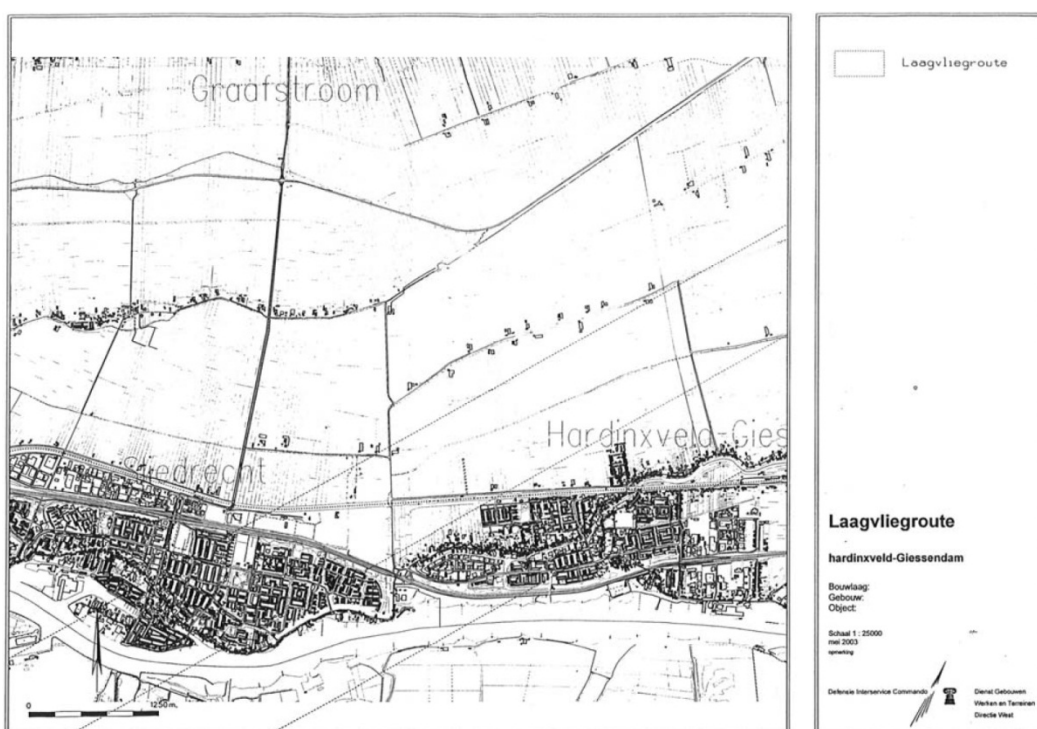 Graafstroom
Hardinxveld-Gies
Sliedrecht
0
1250 m.
Laagvliegroute
Laagvliegroute
hardinxveld-Giessendam
Bouwlaag:
Gebouw:
Object:
Schaal 1 : 25000
mei 2003
opmerking
Defensie Interservice Commando
Dienst Gebouwen
Werken en Terreinen
Directie West